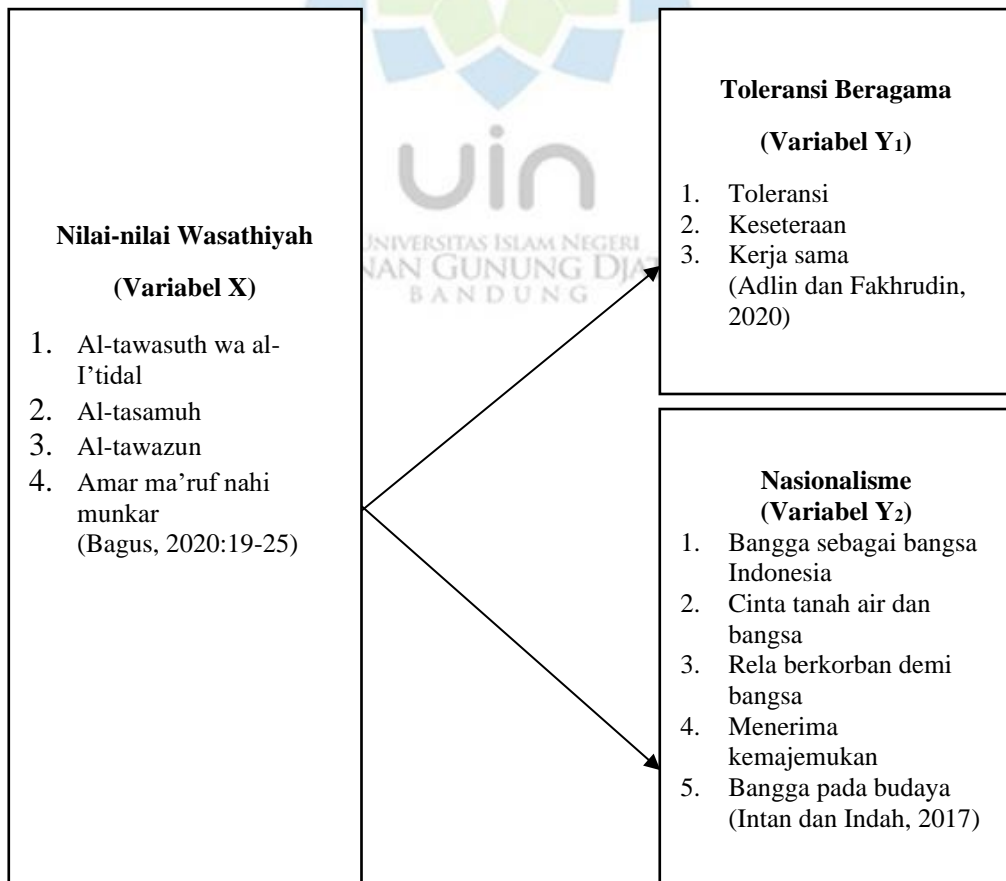 Nilai-nilai Wasathiyah
(Variabel X)
1. Al-tawasuth wa al-
I’tidal
2. Al-tasamuh
3. Al-tawazun
4. Amar ma’ruf nahi
munkar
(Bagus, 2020:19-25)
uin
UNIVERSITAS ISLAM NEGERI
NAN GUNUNG DJAT
BANDUNG
Toleransi Beragama
(Variabel Y1)
1. Toleransi
2. Keseteraan
3. Kerja sama
(Adlin dan Fakhrudin,
2020)
Nasionalisme
(Variabel Y2)
1. Bangga sebagai bangsa
Indonesia
2. Cinta tanah air dan
bangsa
3. Rela berkorban demi
bangsa
4. Menerima
kemajemukan
5. Bangga pada budaya
(Intan dan Indah, 2017)